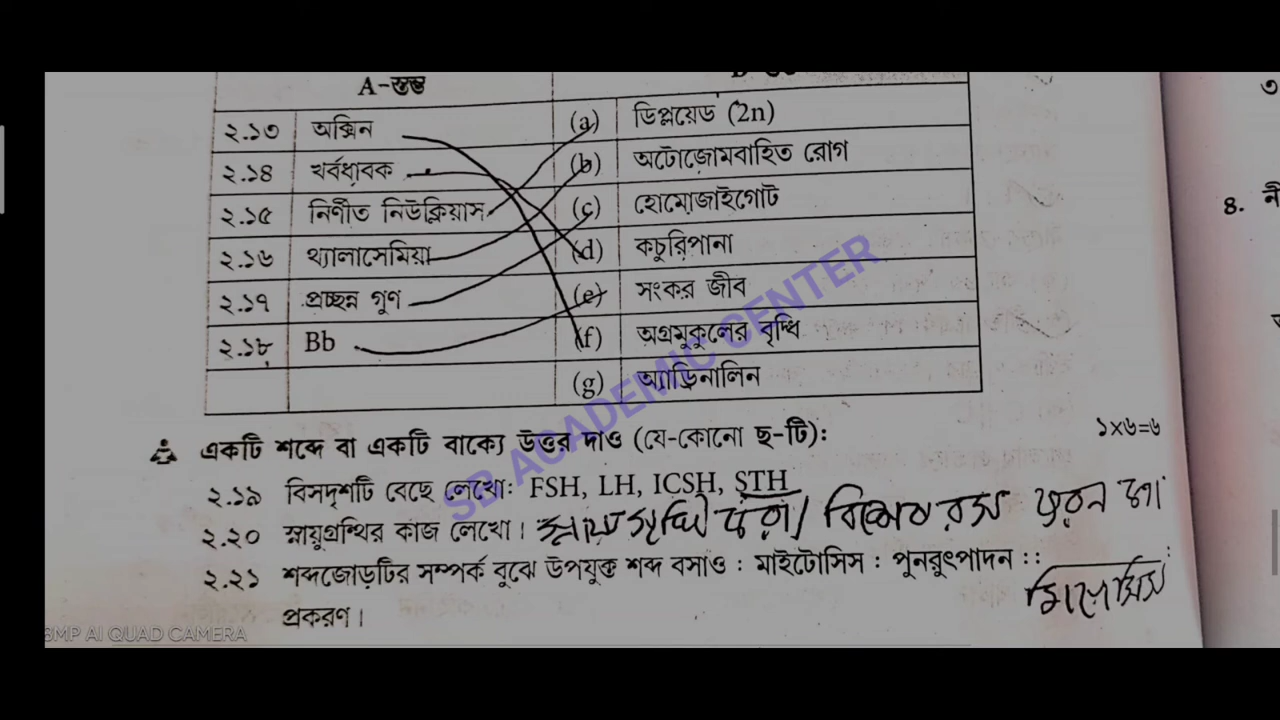 A-স্তম্ভ
২.১৩ অক্সিন (a) ডিপ্লয়েড (2n)
২.১৪ খর্বধাবক (b) অটোজোমবাহিত রোগ
২.১৫ নির্ণীত নিউক্লিয়াস (c) হোমোজাইগোট
২.১৬ থ্যালাসেমিয়া (d) কচুরিপানা
২.১৭ প্রচ্ছন্ন গুণ (e) সংকর জীব
২.১৮ Bb (f) অগ্রমুকুলের বৃদ্ধি
(g) অ্যাড্রিনালিন
একটি শব্দে বা একটি বাক্যে উত্তর দাও (যে-কোনো ছ-টি): ১×৬=৬
২.১৯ বিসদৃশটি বেছে লেখো: FSH, LH, ICSH, STH
২.২০ স্নায়ুগ্রন্থির কাজ লেখো।
২.২১ শব্দজোড়টির সম্পর্ক বুঝে উপযুক্ত শব্দ বসাও : মাইটোসিস : পুনরুৎপাদন : : মিয়োসিস :
প্রকরণ।
৩
৪. নী
SB ACADEMIC CENTER
BMP AI QUAD CAMERA